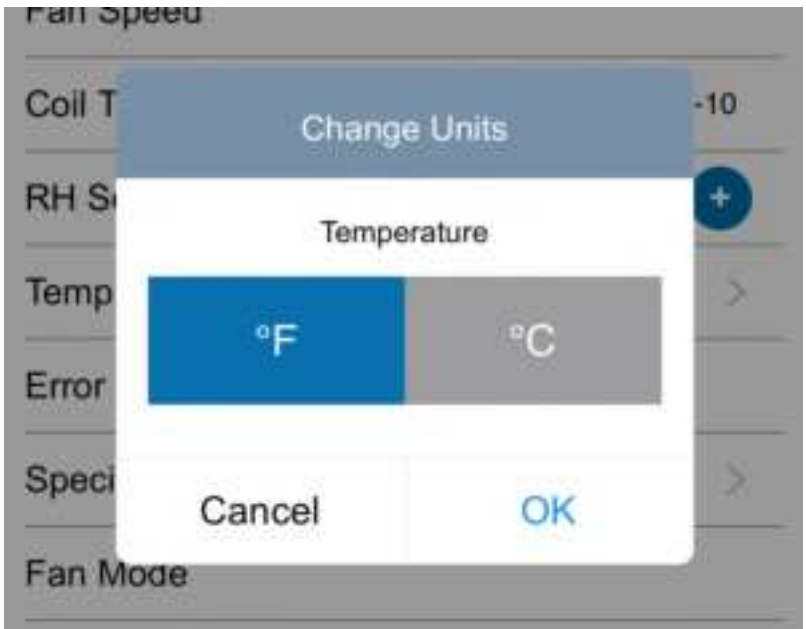 Fan Speed
Coil T
-10
Change Units
RH S
+
Temperature
Temp
°F
°C
Error
Speci
Cancel
OK
Fan Mode